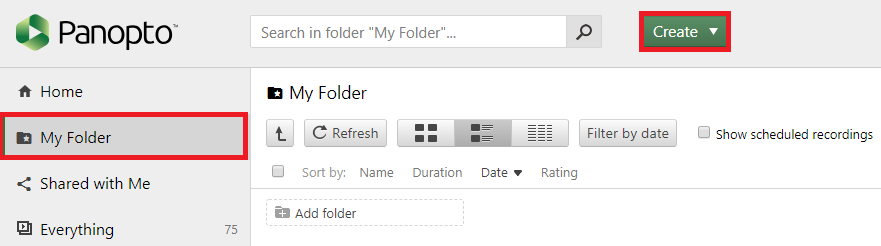 Panopto™ Search in folder "My Folder"... Create
Home
My Folder
Shared with Me
Everything 75
My Folder
Refresh Filter by date Show scheduled recordings
Sort by: Name Duration Date Rating
Add folder